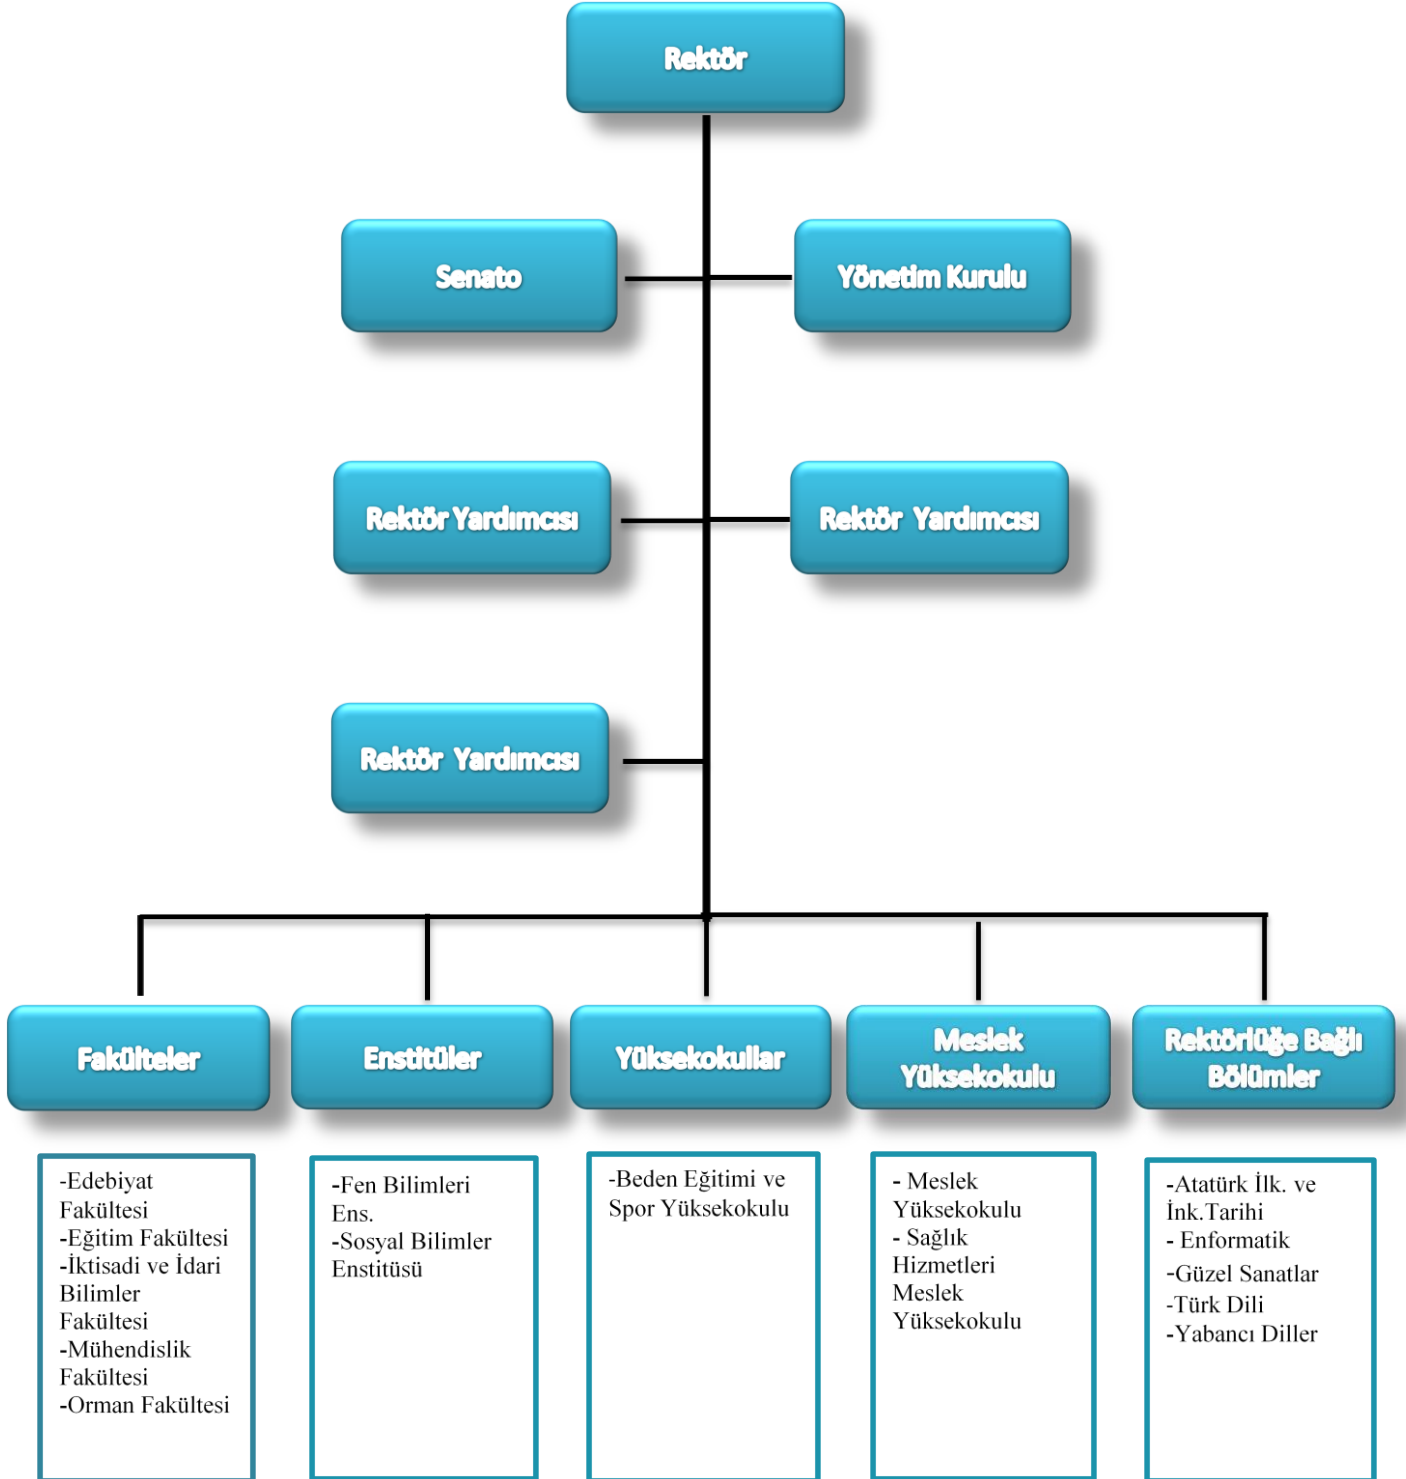 Rektör
Senato
Yönetim Kurulu
Rektör Yardımcısı
Rektör Yardımcısı
Rektör Yardımcısı
Fakülteler
Enstitüler
Yüksekokullar
Meslek
Yüksekokulu
Rektörlüğe Bağlı
Bölümler
-Edebiyat
Fakültesi
-Eğitim Fakültesi
-İktisadi ve İdari
Bilimler
Fakültesi
-Mühendislik
Fakültesi
-Orman Fakültesi
-Fen Bilimleri
Ens.
-Sosyal Bilimler
Enstitüsü
-Beden Eğitimi ve
Spor Yüksekokulu
- Meslek
Yüksekokulu
- Sağlık
Hizmetleri
Meslek
Yüksekokulu
-Atatürk İlk. ve
İnk.Tarihi
- Enformatik
-Güzel Sanatlar
-Türk Dili
-Yabancı Diller